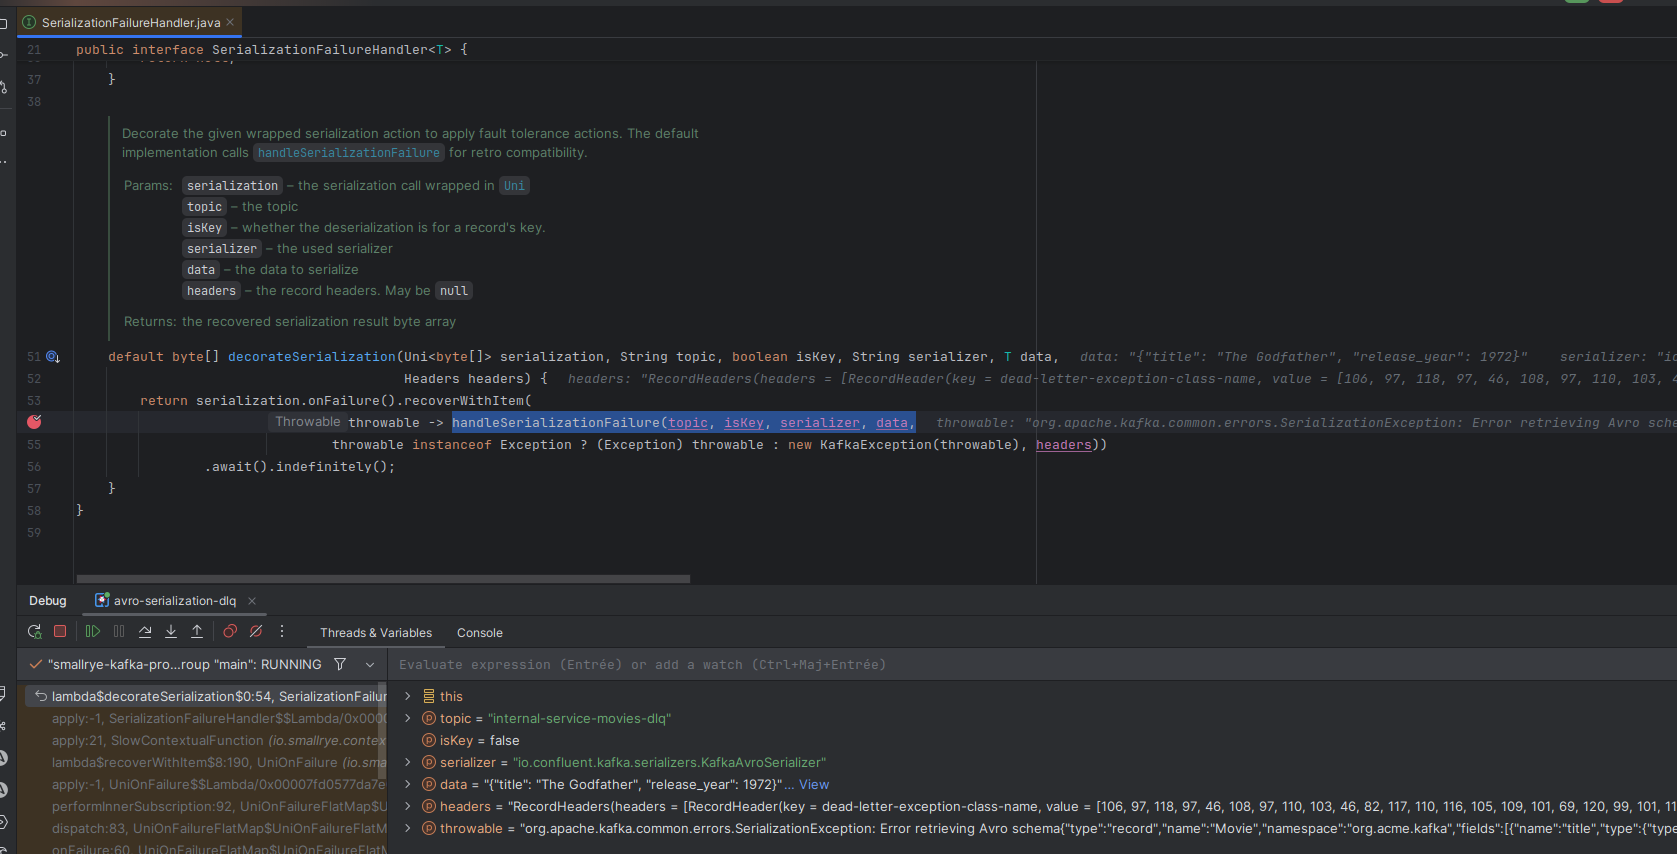 SerializationFailureHandler.java
21 public interface SerializationFailureHandler<T> {
37 }
38
Decorate the given wrapped serialization action to apply fault tolerance actions. The default
implementation calls handleSerializationFailure for retro compatibility.
Params: serialization – the serialization call wrapped in Uni
topic – the topic
isKey – whether the deserialization is for a record's key.
serializer – the used serializer
data – the data to serialize
headers – the record headers. May be null
Returns: the recovered serialization result byte array
51 default byte[] decorateSerialization(Uni<byte[]> serialization, String topic, boolean isKey, String serializer, T data, data: "{"title": "The Godfather", "release_year": 1972}" serializer: "io
52 Headers headers) { headers: "RecordHeaders(headers = [RecordHeader(key = dead-letter-exception-class-name, value = [106, 97, 118, 97, 46, 108, 97, 110, 103, 4
53 return serialization.onFailure().recoverWithItem(
Throwable throwable -> handleSerializationFailure(topic, isKey, serializer, data, throwable: "org.apache.kafka.common.errors.SerializationException: Error retrieving Avro sche
55 throwable instanceof Exception ? (Exception) throwable : new KafkaException(throwable), headers))
56 .await().indefinitely();
57 }
58 }
59
Debug avro-serialization-dlq
Threads & Variables Console
"smallrye-kafka-pro...roup "main": RUNNING
Evaluate expression (Entrée) or add a watch (Ctrl+Maj+Entrée)
lambda$decorateSerialization$0:54, SerializationFailur
apply:-1, SerializationFailureHandler$$Lambda/0x0000
apply:21, SlowContextualFunction (io.smallrye.contex
lambda$recoverWithItem$8:190, UniOnFailure (io.sma
apply:-1, UniOnFailure$$Lambda/0x00007fd0577da7e
performInnerSubscription:92, UniOnFailureFlatMap$U
dispatch:83, UniOnFailureFlatMap$UniOnFailureFlatM
onFailure:60, UniOnFailureFlatMap$UniOnFailureFlatM
this
topic = "internal-service-movies-dlq"
isKey = false
serializer = "io.confluent.kafka.serializers.KafkaAvroSerializer"
data = "{"title": "The Godfather", "release_year": 1972}"... View
headers = "RecordHeaders(headers = [RecordHeader(key = dead-letter-exception-class-name, value = [106, 97, 118, 97, 46, 108, 97, 110, 103, 46, 82, 117, 110, 116, 105, 109, 101, 69, 120, 99, 101, 11
throwable = "org.apache.kafka.common.errors.SerializationException: Error retrieving Avro schema{"type":"record","name":"Movie","namespace":"org.acme.kafka","fields":[{"name":"title","type":{"type